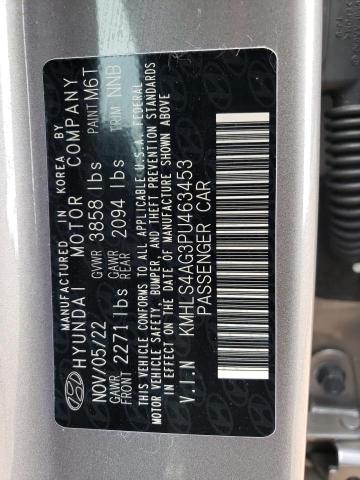 MANUFACTURED IN KOREA BY
HYUNDAI MOTOR COMPANY
NOV/05/22 GVWR 3858 lbs PAINT M6T
GAWR FRONT 2271 lbs GAWR REAR 2094 lbs NNB
THIS VEHICLE CONFORMS TO ALL APPLICABLE U.S.A. FEDERAL
MOTOR VEHICLE SAFETY, BUMPER, AND THEFT PREVENTION
STANDARDS IN EFFECT ON THE DATE OF MANUFACTURE SHOWN ABOVE
V.I.N KMHLS4AG3PU463453
PASSENGER CAR